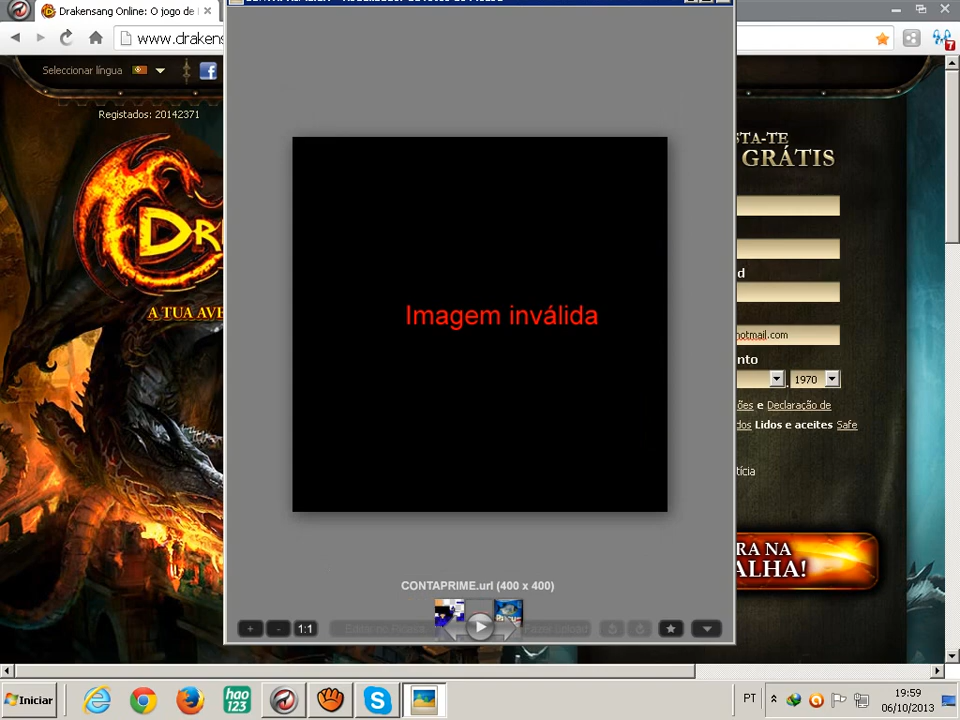 Drakensang Online: O jogo de
www.drakens
Seleccionar língua
Registados: 20142371
DR
A TUA AVE
Imagem inválida
CONTAPRIME.url (400 x 400)
1:1
STA-TE
GRÁTIS
d
hotmail.com
nto
1970
ões e Declaração de
dos Lidos e aceites Safe
tícia
RA NA
ALHA!
7
Iniciar
hao
123
PT
19:59
06/10/2013